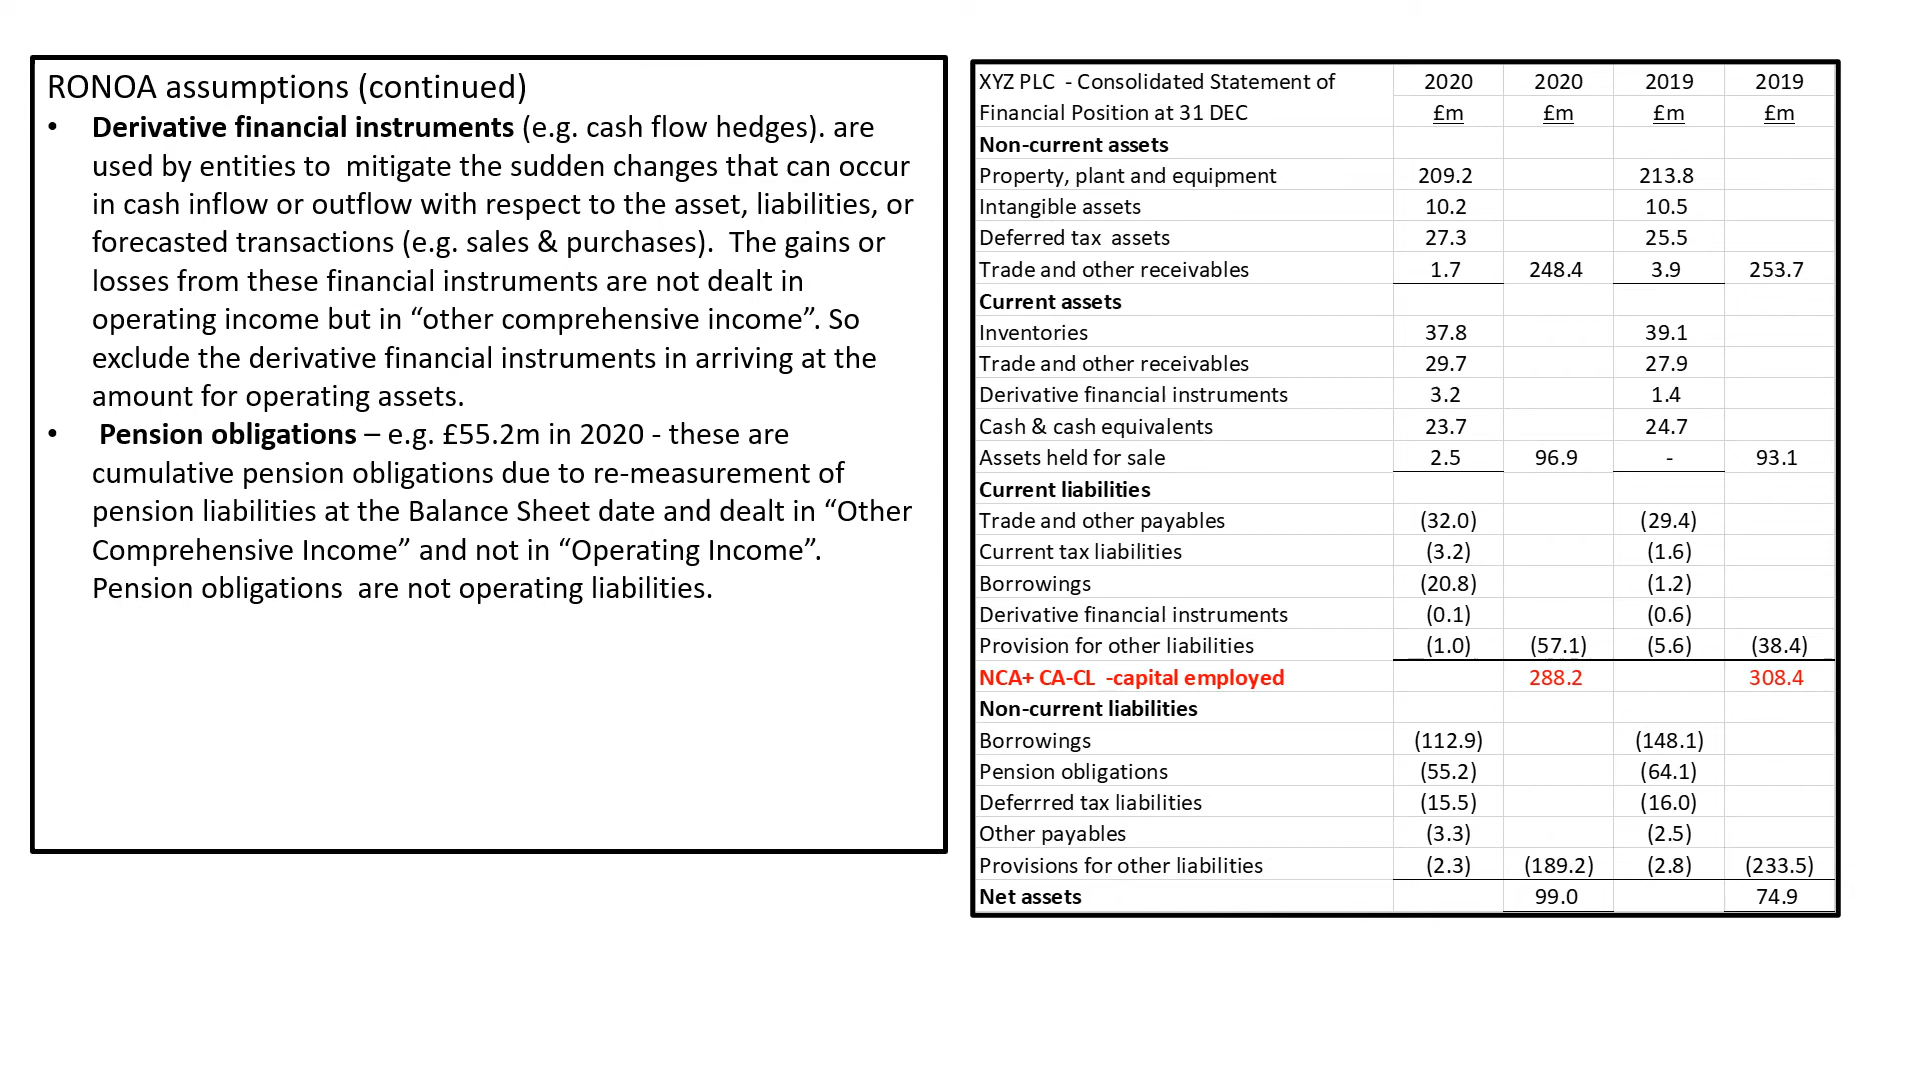 RONOA assumptions (continued)
• Derivative financial instruments (e.g. cash flow hedges). are
used by entities to  mitigate the sudden changes that can occur
in cash inflow or outflow with respect to the asset, liabilities, or
forecasted transactions (e.g. sales & purchases).  The gains or
losses from these financial instruments are not dealt in
operating income but in “other comprehensive income”. So
exclude the derivative financial instruments in arriving at the
amount for operating assets.
• Pension obligations – e.g. £55.2m in 2020 - these are
cumulative pension obligations due to re-measurement of
pension liabilities at the Balance Sheet date and dealt in “Other
Comprehensive Income” and not in “Operating Income”.
Pension obligations  are not operating liabilities.
XYZ PLC  - Consolidated Statement of 2020 2020 2019 2019
Financial Position at 31 DEC £m £m £m £m
Non-current assets
Property, plant and equipment 209.2 213.8
Intangible assets 10.2 10.5
Deferred tax  assets 27.3 25.5
Trade and other receivables 1.7 248.4 3.9 253.7
Current assets
Inventories 37.8 39.1
Trade and other receivables 29.7 27.9
Derivative financial instruments 3.2 1.4
Cash & cash equivalents 23.7 24.7
Assets held for sale 2.5 96.9 - 93.1
Current liabilities
Trade and other payables (32.0) (29.4)
Current tax liabilities (3.2) (1.6)
Borrowings (20.8) (1.2)
Derivative financial instruments (0.1) (0.6)
Provision for other liabilities (1.0) (57.1) (5.6) (38.4)
NCA+ CA-CL  -capital employed 288.2 308.4
Non-current liabilities
Borrowings (112.9) (148.1)
Pension obligations (55.2) (64.1)
Deferrred tax liabilities (15.5) (16.0)
Other payables (3.3) (2.5)
Provisions for other liabilities (2.3) (189.2) (2.8) (233.5)
Net assets 99.0 74.9